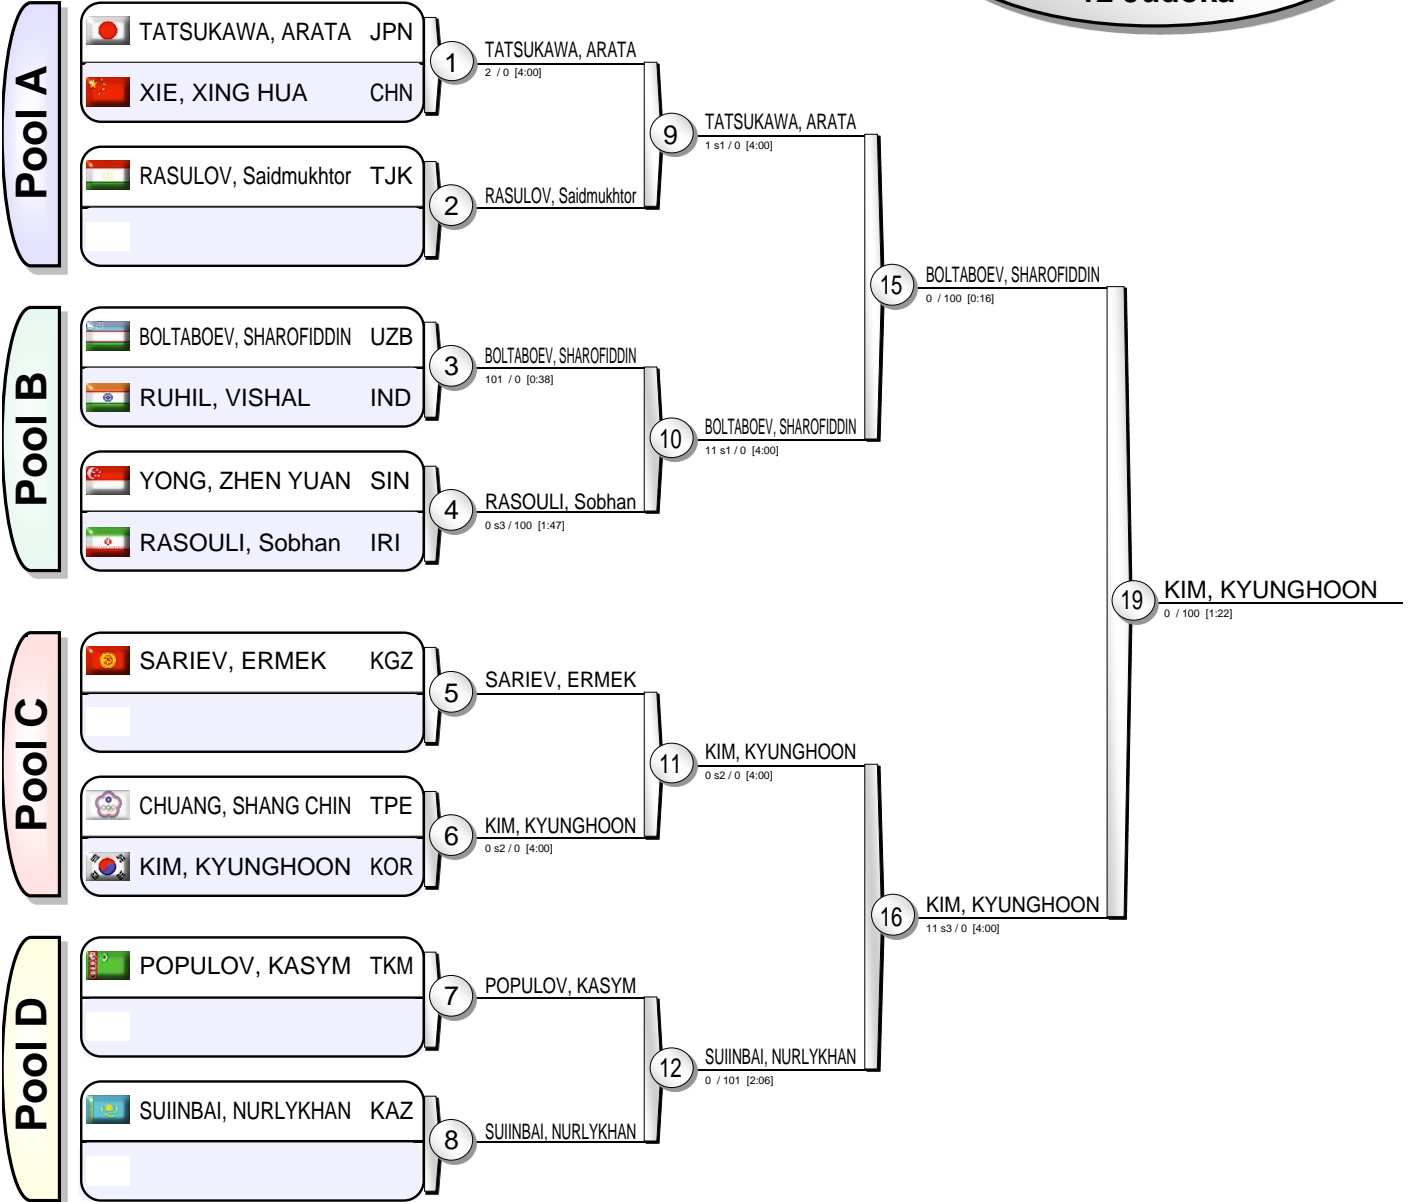 12 Judoka
Pool A
TATSUKAWA, ARATA JPN
XIE, XING HUA CHN
1
TATSUKAWA, ARATA
2 / 0 [4:00]
RASULOV, Saidmukhtor TJK
2
RASULOV, Saidmukhtor
9
TATSUKAWA, ARATA
1 s1 / 0 [4:00]
Pool B
BOLTABOEV, SHAROFIDDIN UZB
RUHIL, VISHAL IND
3
BOLTABOEV, SHAROFIDDIN
101 / 0 [0:38]
YONG, ZHEN YUAN SIN
RASOULI, Sobhan IRI
4
RASOULI, Sobhan
0 s3 / 100 [1:47]
10
BOLTABOEV, SHAROFIDDIN
11 s1 / 0 [4:00]
15
BOLTABOEV, SHAROFIDDIN
0 / 100 [0:16]
Pool C
SARIEV, ERMEK KGZ
5
SARIEV, ERMEK
CHUANG, SHANG CHIN TPE
KIM, KYUNGHOON KOR
6
KIM, KYUNGHOON
0 s2 / 0 [4:00]
11
KIM, KYUNGHOON
0 s2 / 0 [4:00]
Pool D
POPULOV, KASYM TKM
7
POPULOV, KASYM
SUIINBAI, NURLYKHAN KAZ
8
SUIINBAI, NURLYKHAN
12
SUIINBAI, NURLYKHAN
0 / 101 [2:06]
16
KIM, KYUNGHOON
11 s3 / 0 [4:00]
19
KIM, KYUNGHOON
0 / 100 [1:22]